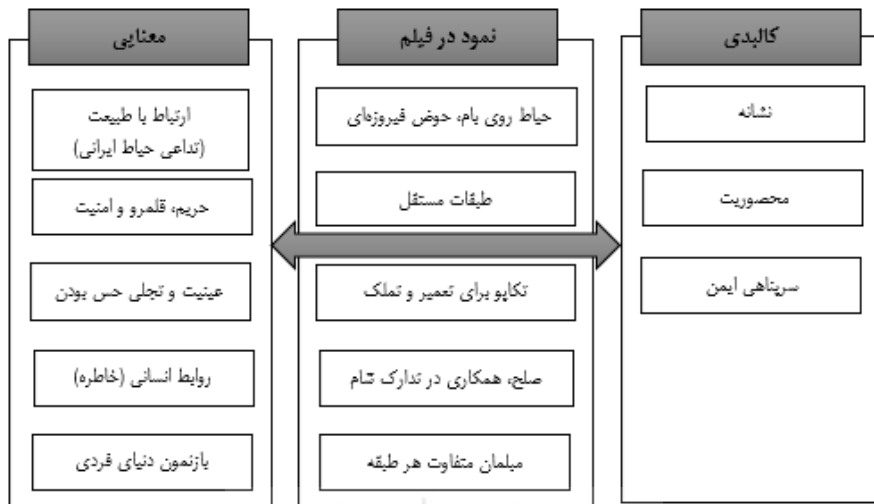 کالبدی
نشانه
محصوریت
سرپناهی ایمن
نمود در فیلم
حیاط روی بام، حوض فیروزه‌ای
طبقات مستقل
تکاپو برای تعمیر و تملک
صلح، همکاری در تدارک شام
مبلمان متفاوت هر طبقه
معنایی
ارتباط با طبیعت
(تداعی حیاط ایرانی)
حریم، قلمرو و امنیت
عینیت و تجلی حس بودن
روابط انسانی (خاطره)
بازنمون دنیای فردی